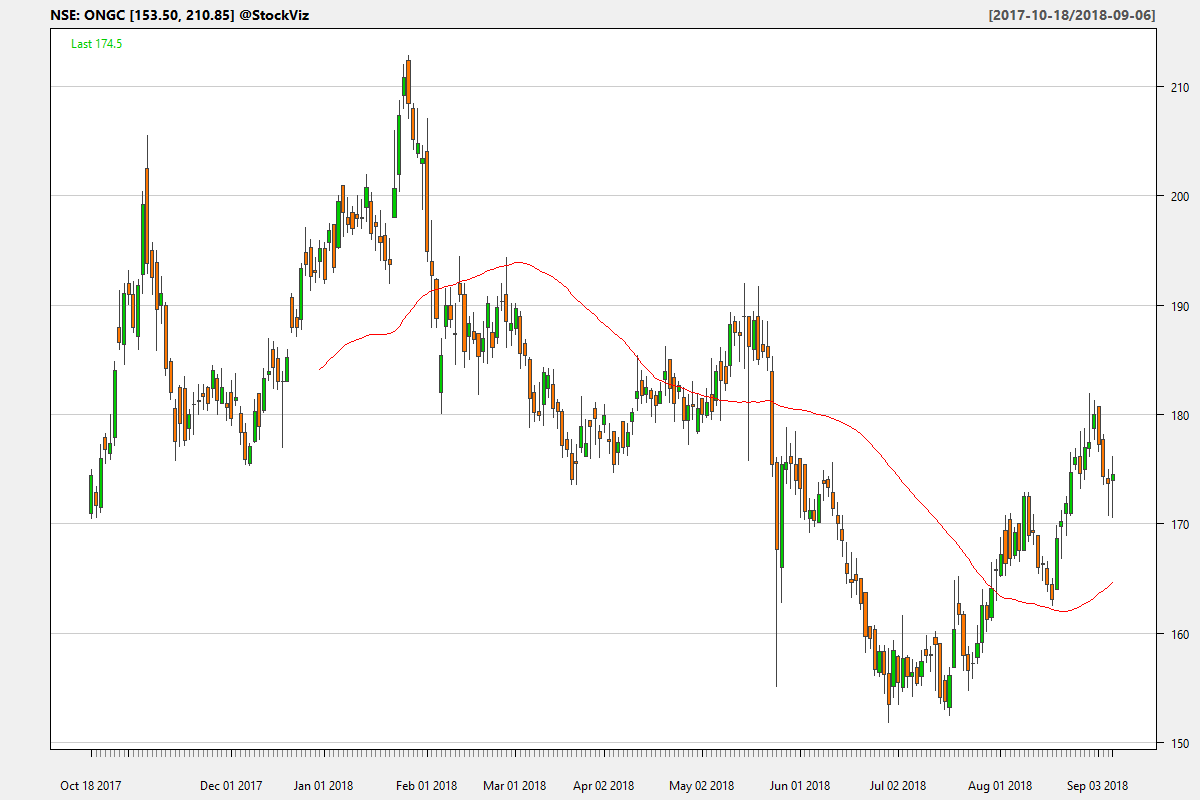 NSE: ONGC [153.50, 210.85] @StockViz
[2017-10-18/2018-09-06]
Last 174.5
210
200
190
180
170
160
150
Oct 18 2017
Dec 01 2017
Jan 01 2018
Feb 01 2018
Mar 01 2018
Apr 02 2018
May 02 2018
Jun 01 2018
Jul 02 2018
Aug 01 2018
Sep 03 2018